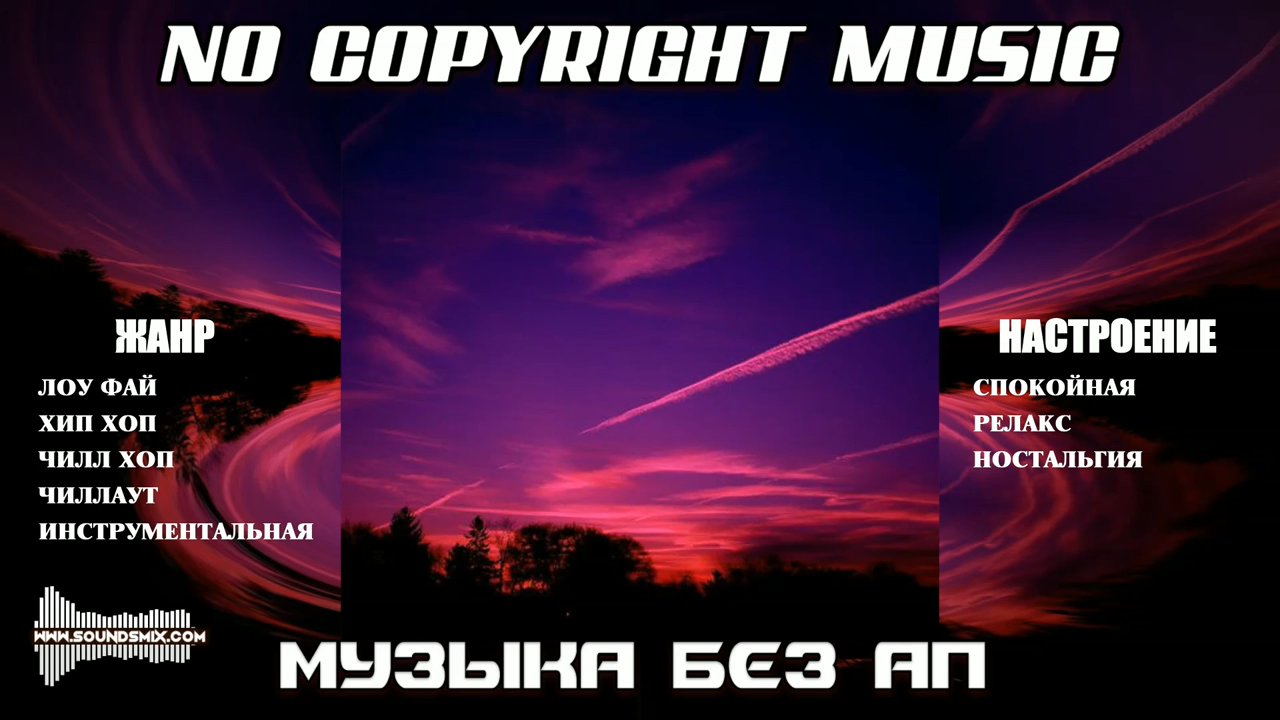 NO COPYRIGHT MUSIC
ЖАНР
ЛОУ ФАЙ
ХИП ХОП
ЧИЛЛ ХОП
ЧИЛЛАУТ
ИНСТРУМЕНТАЛЬНАЯ
НАСТРОЕНИЕ
СПОКОЙНАЯ
РЕЛАКС
НОСТАЛЬГИЯ
WWW.SOUNDSMIX.COM
МУЗЫКА БЕЗ АП